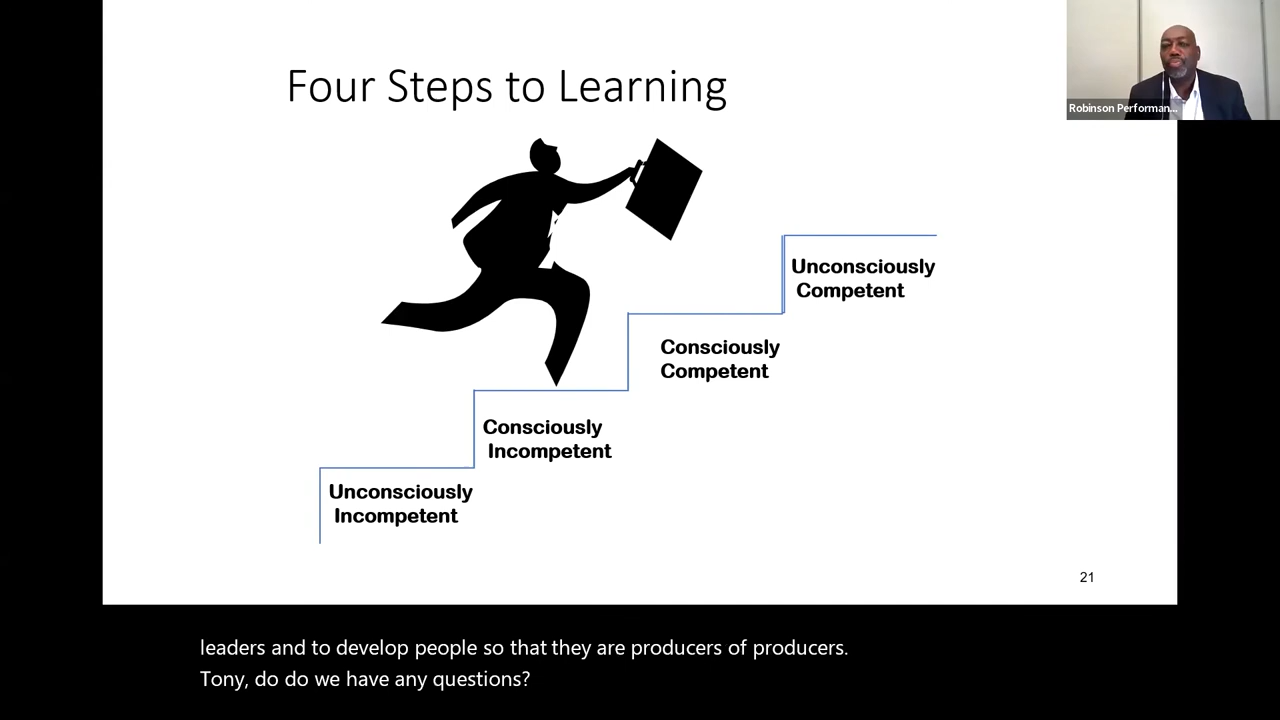 Four Steps to Learning
Robinson Performan...
Unconsciously
Competent
Consciously
Competent
Consciously
Incompetent
Unconsciously
Incompetent
21
leaders and to develop people so that they are producers of producers.
Tony, do do we have any questions?